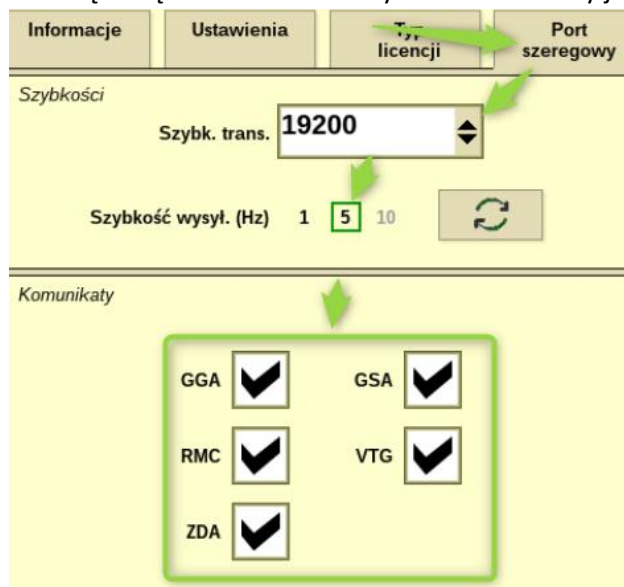 Informacje
Ustawienia
licencji
Port
szeregowy
Szybkości
Szybk. trans. 19200
Szybkość wysył. (Hz) 1 5 10
Komunikaty
GGA GSA
RMC VTG
ZDA